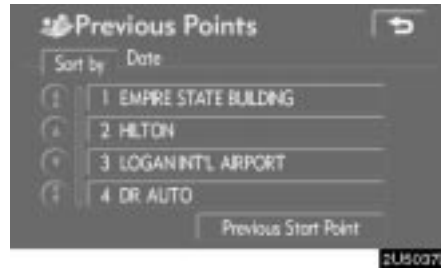 Previous Points
Sort by Date
1 EMPIRE STATE BUILDING
2 HILTON
3 LOGAN INT'L AIRPORT
4 DR AUTO
Previous Start Point
2U5037